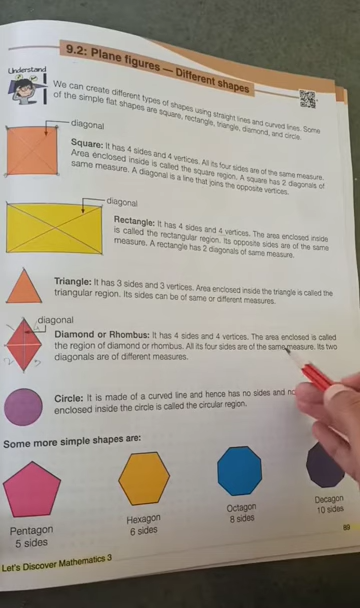 9.2: Plane figures — Different shapes
Understand
We can create different types of shapes using straight lines and curved lines. Some
of the simple flat shapes are square, rectangle, triangle, diamond, and circle.
diagonal
Square: It has 4 sides and 4 vertices. All its four sides are of the same measure.
Area enclosed inside is called the square region. A square has 2 diagonals of
same measure. A diagonal is a line that joins the opposite vertices.
diagonal
Rectangle: It has 4 sides and 4 vertices. The area enclosed inside
is called the rectangular region. Its opposite sides are of the same
measure. A rectangle has 2 diagonals of same measure.
Triangle: It has 3 sides and 3 vertices. Area enclosed inside the triangle is called the
triangular region. Its sides can be of same or different measures.
diagonal
Diamond or Rhombus: It has 4 sides and 4 vertices. The area enclosed is called
the region of diamond or rhombus. All its four sides are of the same measure. Its two
diagonals are of different measures.
Circle: It is made of a curved line and hence has no sides and no
enclosed inside the circle is called the circular region.
Some more simple shapes are:
Pentagon
5 sides
Hexagon
6 sides
Octagon
8 sides
Decagon
10 sides
Let's Discover Mathematics 3
89